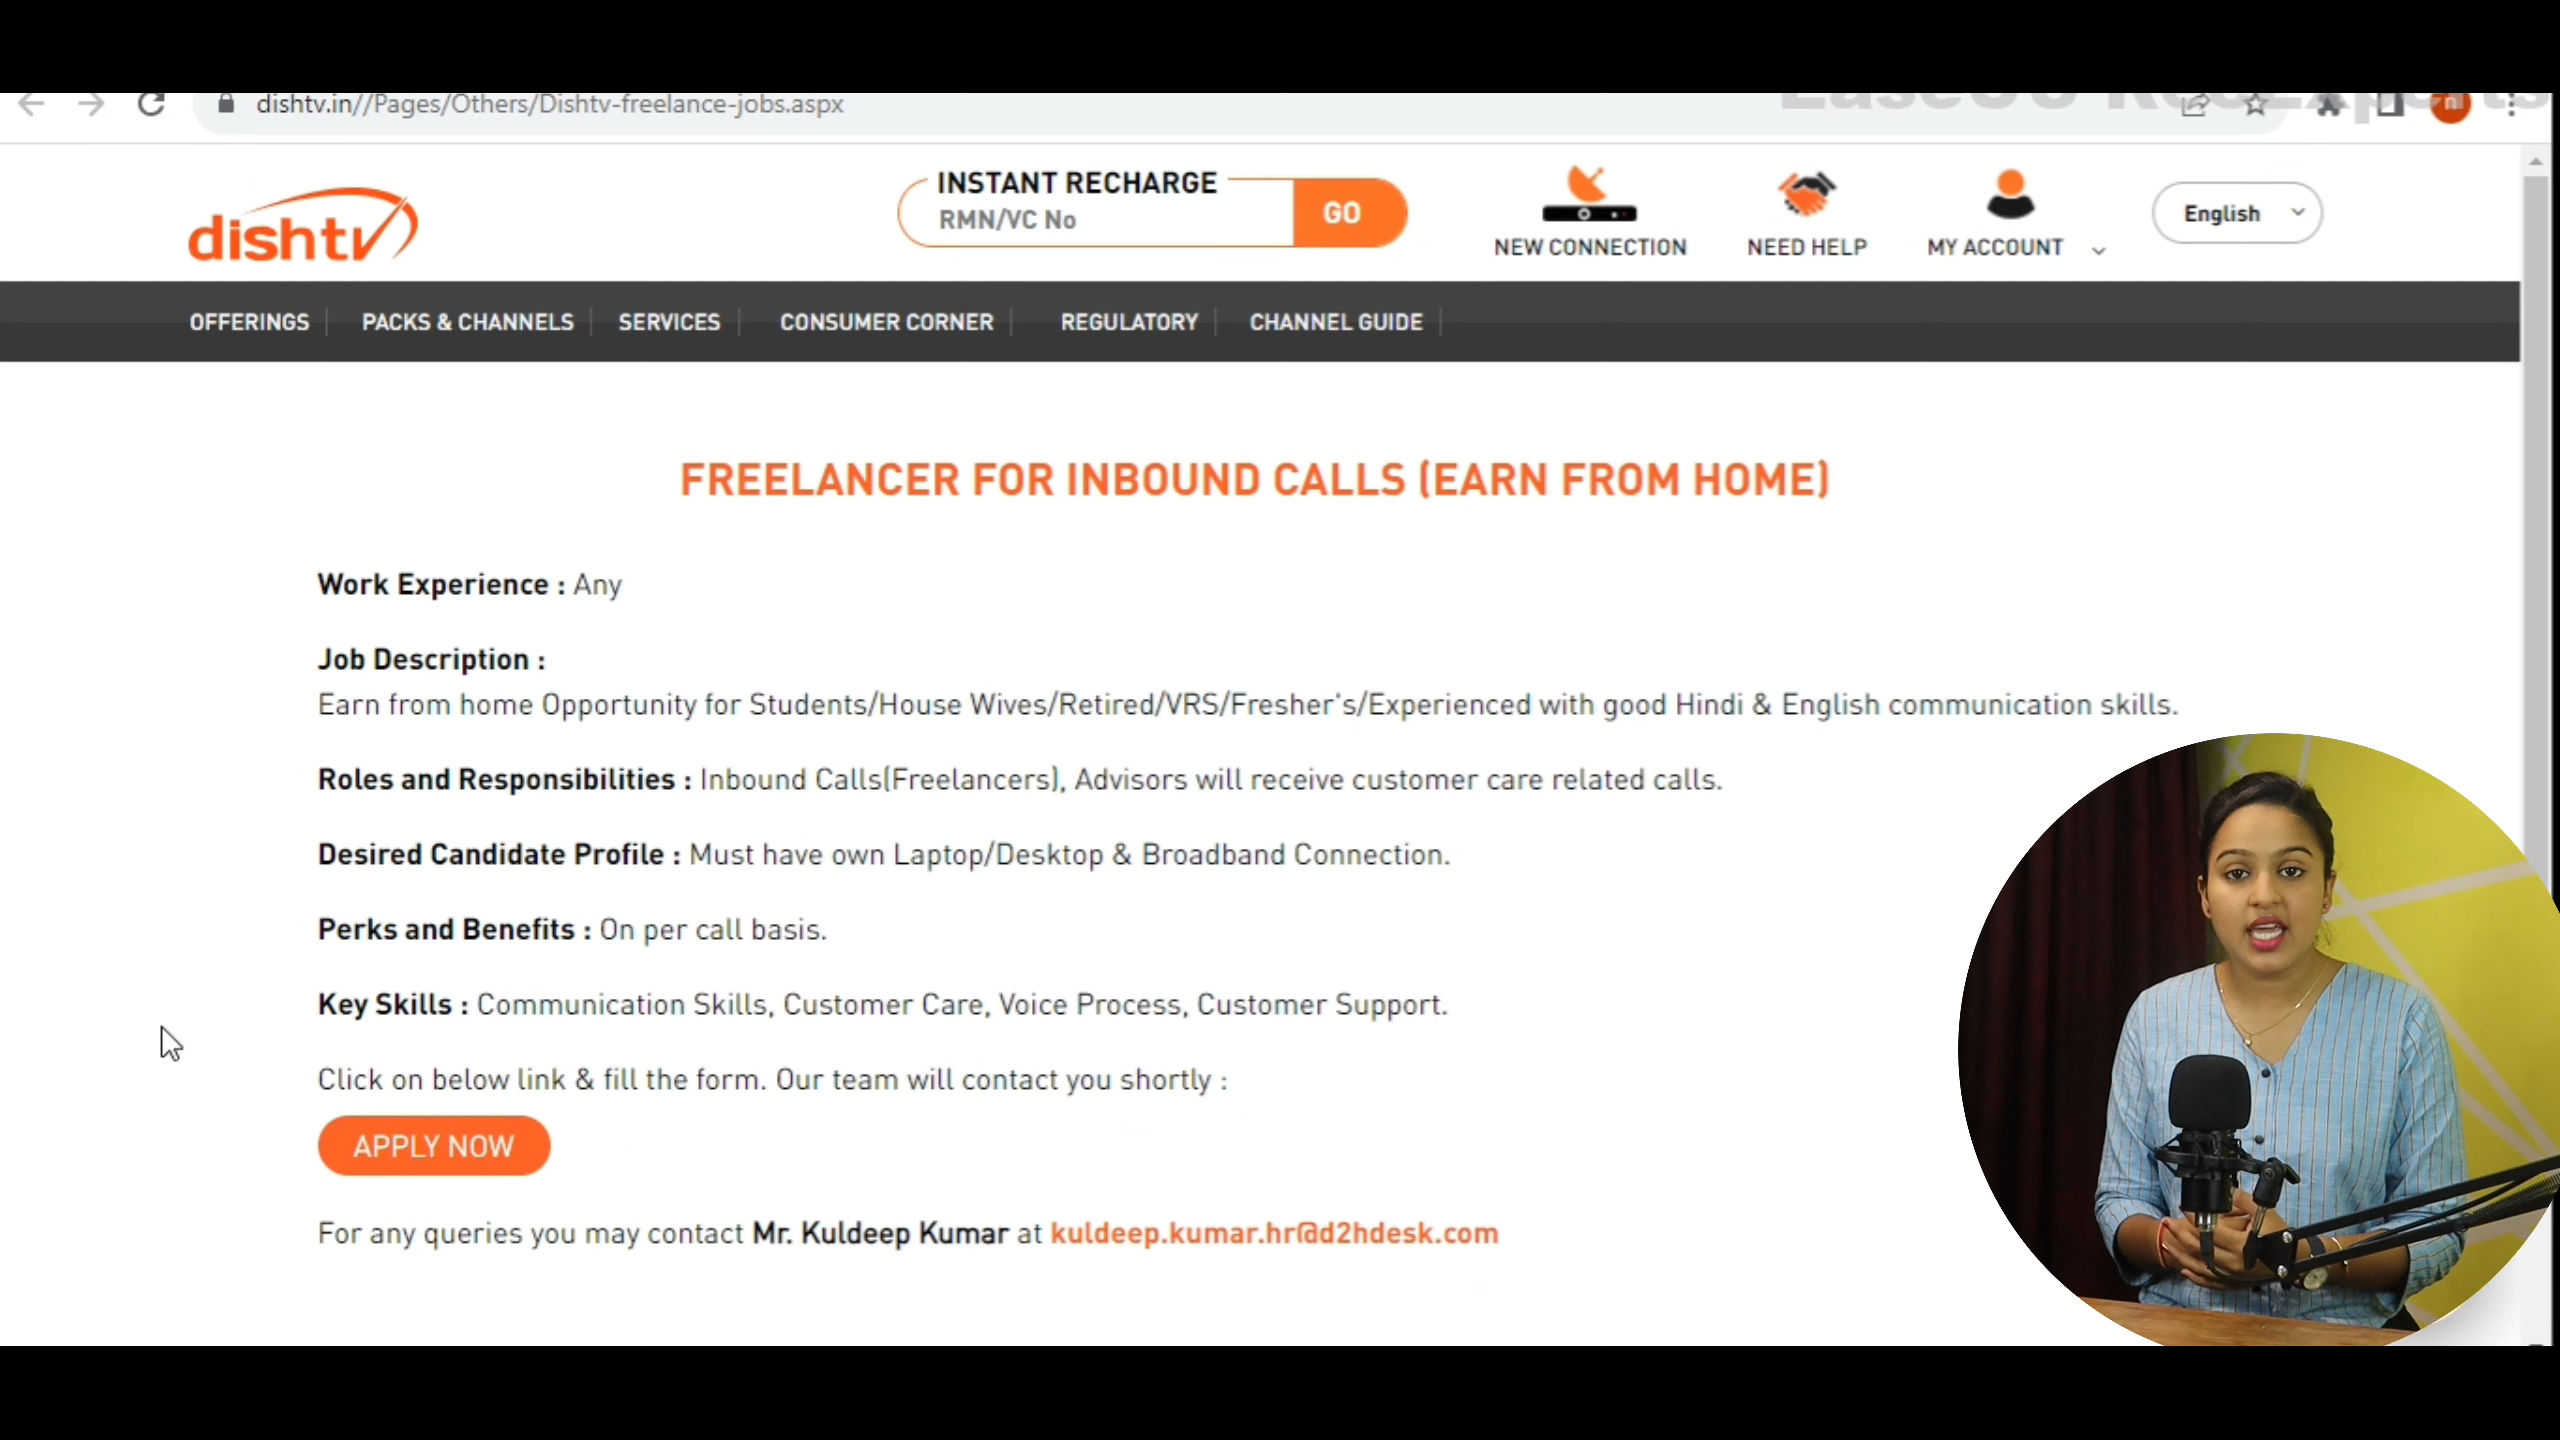 dishtv.in//Pages/Others/Dishtv-freelance-jobs.aspx
n
dishtv
INSTANT RECHARGE
RMN/VC No
GO
NEW CONNECTION
NEED HELP
MY ACCOUNT
English
OFFERINGS
PACKS & CHANNELS
SERVICES
CONSUMER CORNER
REGULATORY
CHANNEL GUIDE
FREELANCER FOR INBOUND CALLS (EARN FROM HOME)
Work Experience : Any
Job Description :
Earn from home Opportunity for Students/House Wives/Retired/VRS/Fresher's/Experienced with good Hindi & English communication skills.
Roles and Responsibilities : Inbound Calls(Freelancers), Advisors will receive customer care related calls.
Desired Candidate Profile : Must have own Laptop/Desktop & Broadband Connection.
Perks and Benefits : On per call basis.
Key Skills : Communication Skills, Customer Care, Voice Process, Customer Support.
Click on below link & fill the form. Our team will contact you shortly :
APPLY NOW
For any queries you may contact Mr. Kuldeep Kumar at kuldeep.kumar.hr@d2hdesk.com